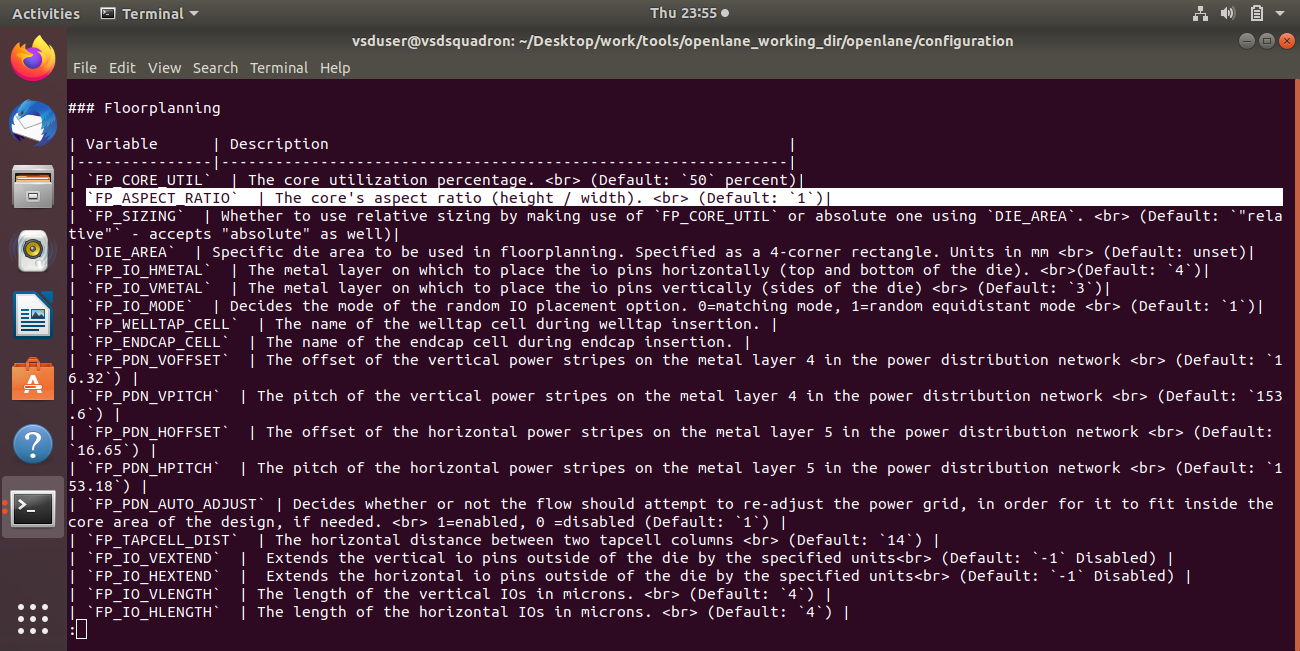 Activities Terminal Thu 23:55
vsduser@vsdsquadron: ~/Desktop/work/tools/openlane_working_dir/openlane/configuration
File Edit View Search Terminal Help
### Floorplanning
| Variable      | Description                                                   |
|---------------|---------------------------------------------------------------|
| `FP_CORE_UTIL`  | The core utilization percentage. <br> (Default: `50` percent)|
| `FP_ASPECT_RATIO`  | The core's aspect ratio (height / width). <br> (Default: `1`)|
| `FP_SIZING`  | Whether to use relative sizing by making use of `FP_CORE_UTIL` or absolute one using `DIE_AREA`. <br> (Default: `"rela
tive"` - accepts "absolute" as well)|
| `DIE_AREA`  | Specific die area to be used in floorplanning. Specified as a 4-corner rectangle. Units in mm <br> (Default: unset)|
| `FP_IO_HMETAL`  | The metal layer on which to place the io pins horizontally (top and bottom of the die). <br>(Default: `4`)|
| `FP_IO_VMETAL`  | The metal layer on which to place the io pins vertically (sides of the die) <br> (Default: `3`)|
| `FP_IO_MODE`  | Decides the mode of the random IO placement option. 0=matching mode, 1=random equidistant mode <br> (Default: `1`)|
| `FP_WELLTAP_CELL`  | The name of the welltap cell during welltap insertion. |
| `FP_ENDCAP_CELL`  | The name of the endcap cell during endcap insertion. |
| `FP_PDN_VOFFSET`  | The offset of the vertical power stripes on the metal layer 4 in the power distribution network <br> (Default: `1
6.32`) |
| `FP_PDN_VPITCH`  | The pitch of the vertical power stripes on the metal layer 4 in the power distribution network <br> (Default: `153
.6`) |
| `FP_PDN_HOFFSET`  | The offset of the horizontal power stripes on the metal layer 5 in the power distribution network <br> (Default:
`16.65`) |
| `FP_PDN_HPITCH`  | The pitch of the horizontal power stripes on the metal layer 5 in the power distribution network <br> (Default: `1
53.18`) |
| `FP_PDN_AUTO_ADJUST` | Decides whether or not the flow should attempt to re-adjust the power grid, in order for it to fit inside the
core area of the design, if needed. <br> 1=enabled, 0 =disabled (Default: `1`) |
| `FP_TAPCELL_DIST`  | The horizontal distance between two tapcell columns <br> (Default: `14`) |
| `FP_IO_VEXTEND`  |  Extends the vertical io pins outside of the die by the specified units<br> (Default: `-1` Disabled) |
| `FP_IO_HEXTEND`  |  Extends the horizontal io pins outside of the die by the specified units<br> (Default: `-1` Disabled) |
| `FP_IO_VLENGTH`  | The length of the vertical IOs in microns. <br> (Default: `4`) |
| `FP_IO_HLENGTH`  | The length of the horizontal IOs in microns. <br> (Default: `4`) |
: